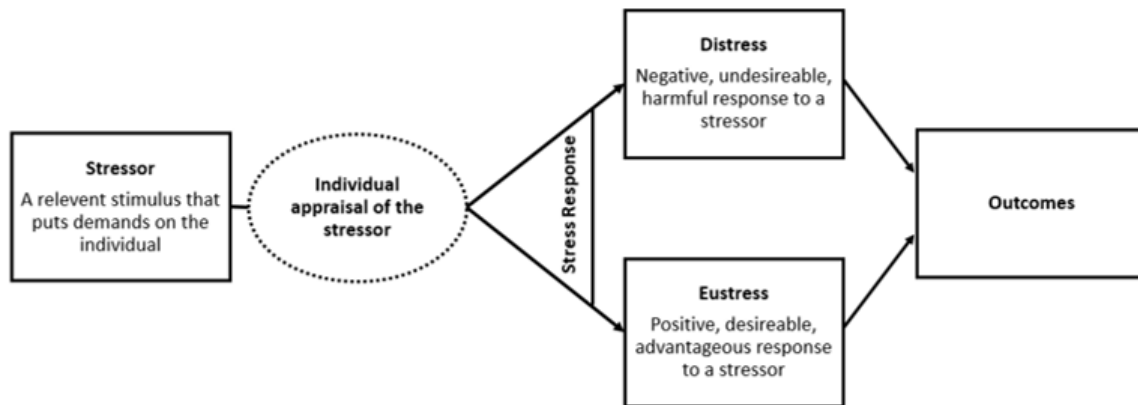 Stressor
A relevent stimulus that
puts demands on the
individual
Individual
appraisal of the
stressor
Stress Response
Distress
Negative, undesireable,
harmful response to a
stressor
Eustress
Positive, desireable,
advantageous response
to a stressor
Outcomes